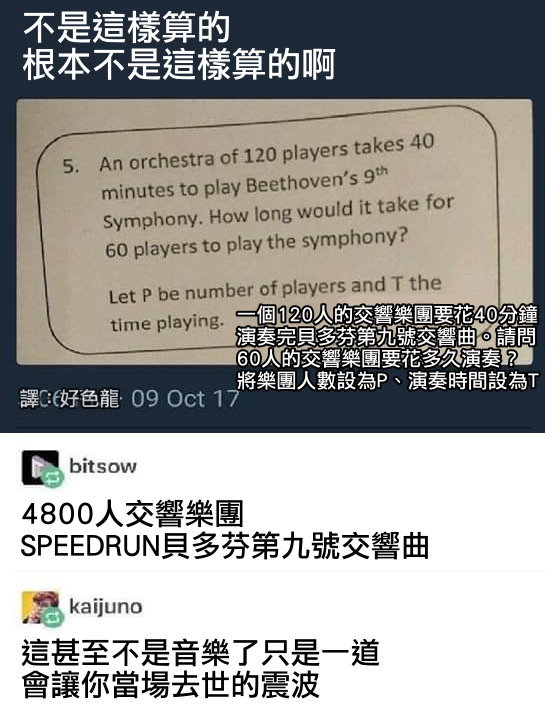 不是這樣算的
根本不是這樣算的啊
5. An orchestra of 120 players takes 40
minutes to play Beethoven's 9th
Symphony. How long would it take for
60 players to play the symphony?
Let P be number of players and T the
time playing.
一個120人的交響樂團要花40分鐘
演奏完貝多芬第九號交響曲。請問
60人的交響樂團要花多久演奏？
將樂團人數設為P、演奏時間設為T
譯：好色龍 09 Oct 17
bitsow
4800人交響樂團
SPEEDRUN貝多芬第九號交響曲
kaijuno
這甚至不是音樂了只是一道
會讓你當場去世的震波